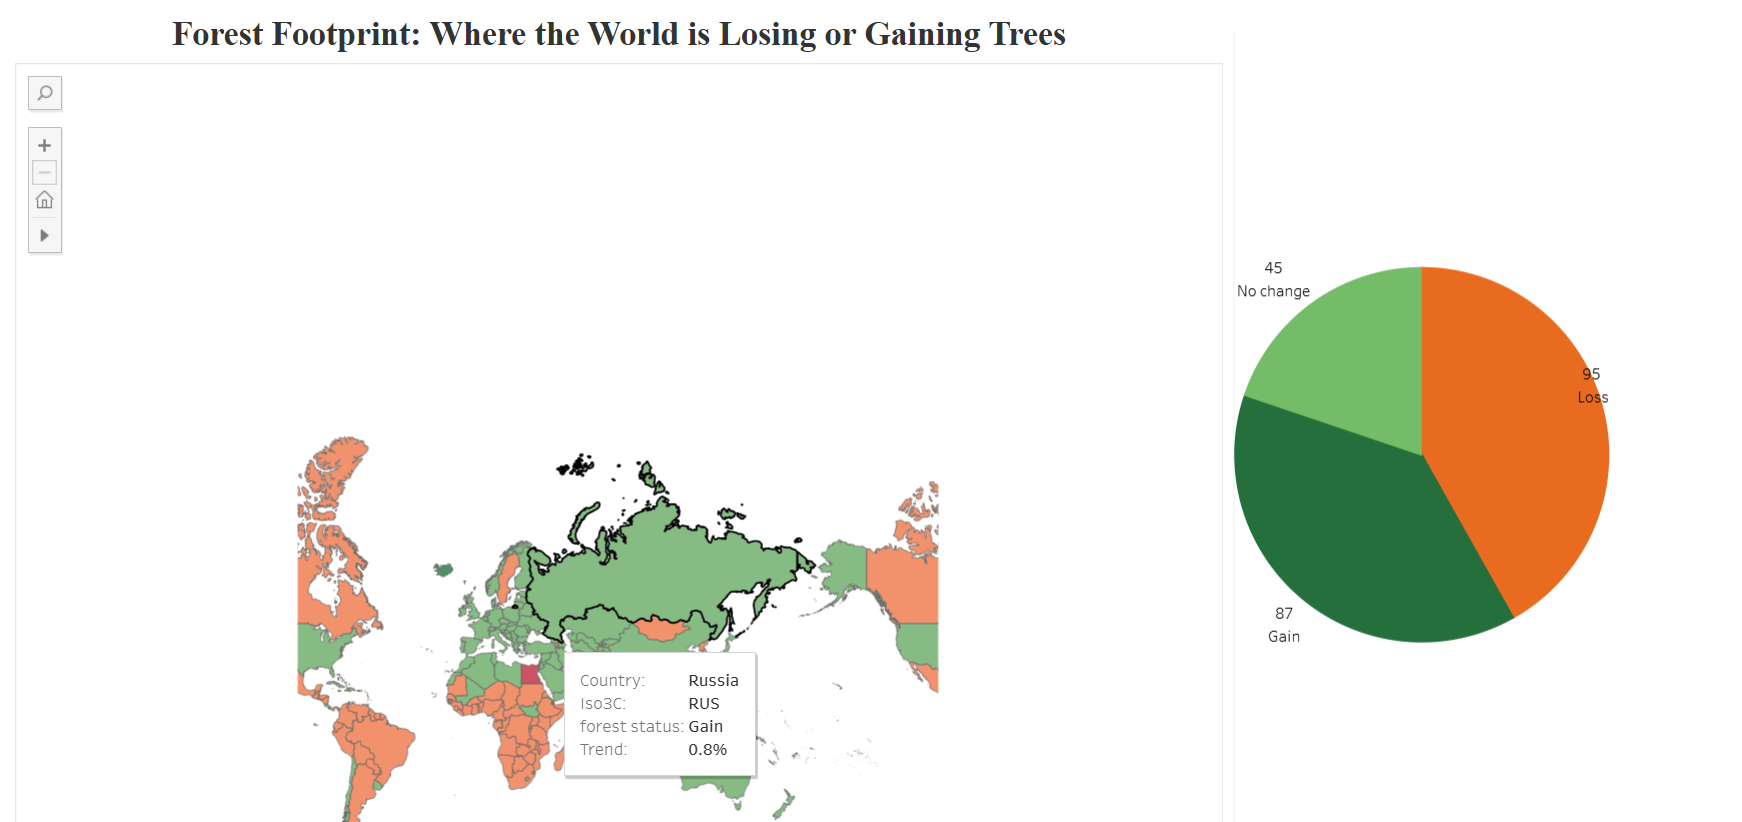 Forest Footprint: Where the World is Losing or Gaining Trees
45
No change
95
Loss
87
Gain
Country: Russia
Iso3C: RUS
forest status: Gain
Trend: 0.8%